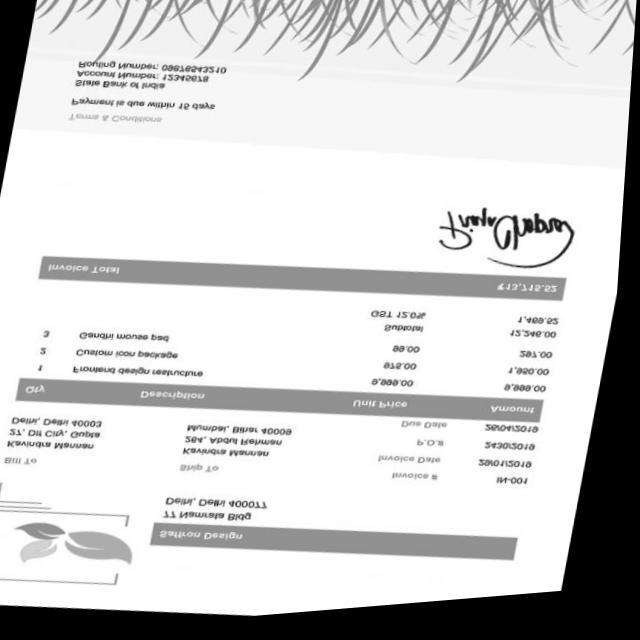 Saffron Design
77 Namrata Bldg
Delhi, Delhi 400077
Bill To
Kavindra Mannan
27, Dlf City, Gupta
Delhi, Delhi 40003
Ship To
Kavindra Mannan
264, Abdul Rehman
Mumbai, Bihar 40009
Invoice # IN-001
Invoice Date 29/01/2019
P.O.# 2430/2019
Due Date 26/04/2019
Qty Description Unit Price Amount
1 Frontend design restructure 9,999.00 9,999.00
2 Custom icon package 975.00 1,950.00
3 Gandhi mouse pad 99.00 297.00
Subtotal 12,246.00
GST 12.0% 1,469.52
Invoice Total ₹13,715.52
Priya Chopra
Terms & Conditions
Payment is due within 15 days
State Bank of India
Account Number: 12345678
Routing Number: 09876543210